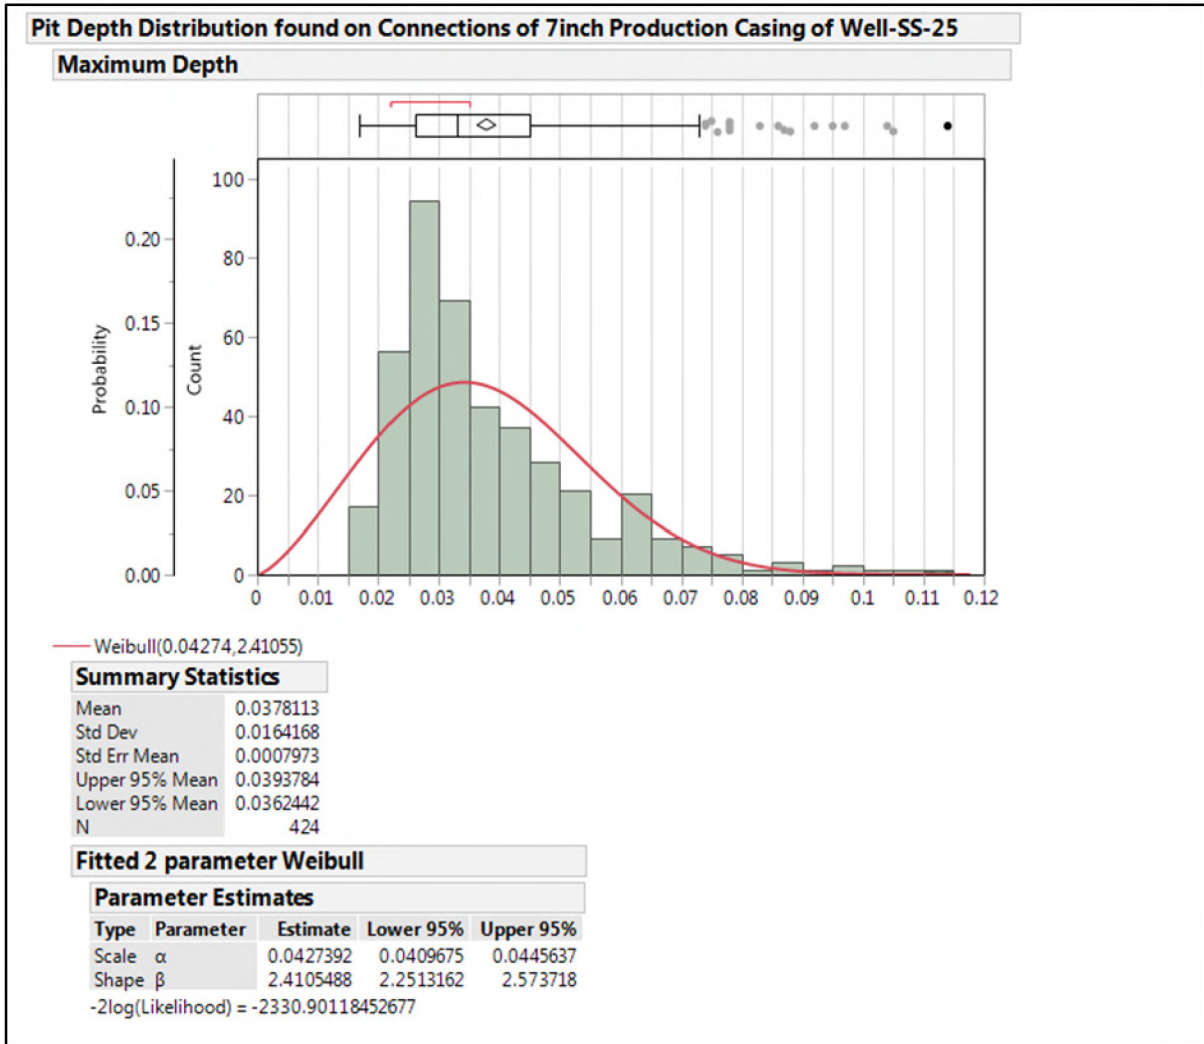 Pit Depth Distribution found on Connections of 7inch Production Casing of Well-SS-25
Maximum Depth
Probability
0.20
0.15
0.10
0.05
0.00
Count
100
80
60
40
20
0
0 0.01 0.02 0.03 0.04 0.05 0.06 0.07 0.08 0.09 0.1 0.11 0.12
Weibull(0.04274,2.41055)
Summary Statistics
Mean 0.0378113
Std Dev 0.0164168
Std Err Mean 0.0007973
Upper 95% Mean 0.0393784
Lower 95% Mean 0.0362442
N 424
Fitted 2 parameter Weibull
Parameter Estimates
Type Parameter Estimate Lower 95% Upper 95%
Scale α 0.0427392 0.0409675 0.0445637
Shape β 2.4105488 2.2513162 2.573718
-2log(Likelihood) = -2330.90118452677